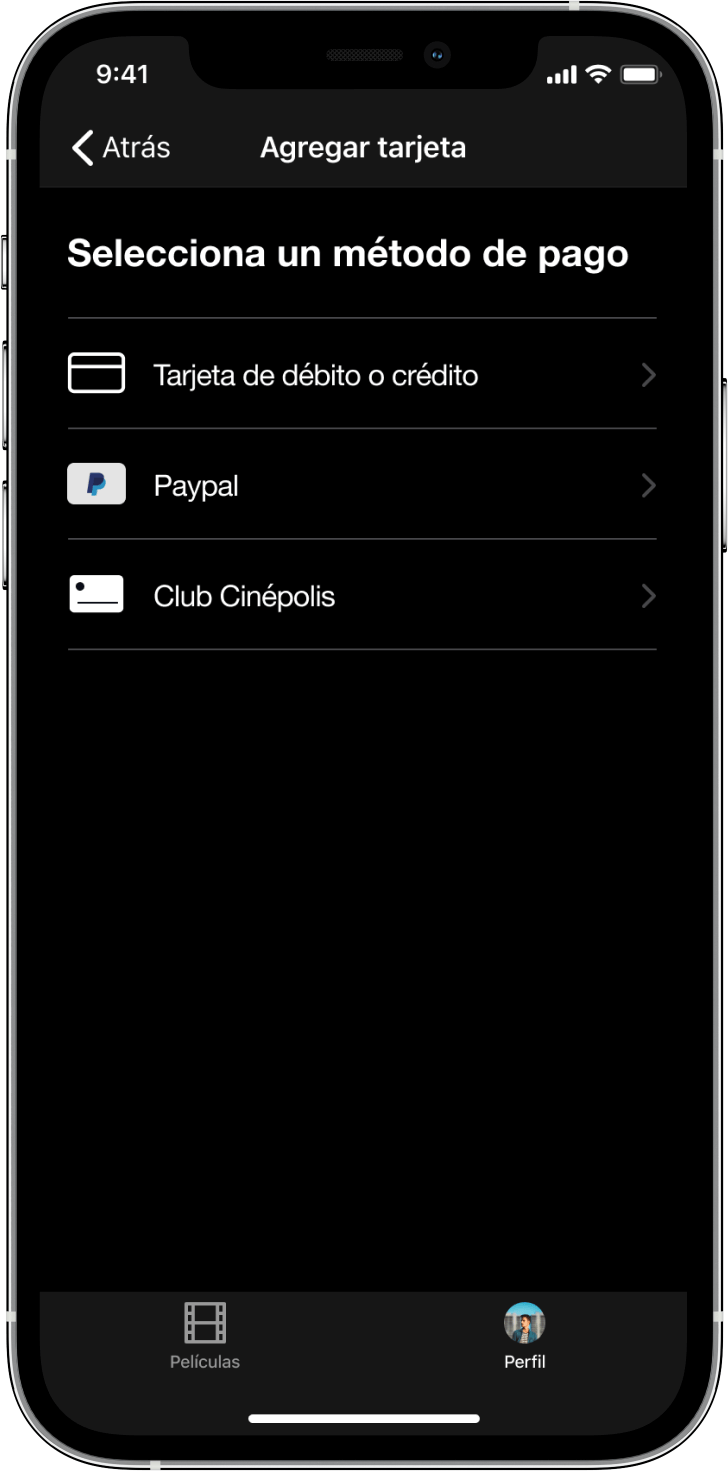 9:41
Atrás
Agregar tarjeta
Selecciona un método de pago
Tarjeta de débito o crédito
Paypal
Club Cinépolis
Películas
Perfil